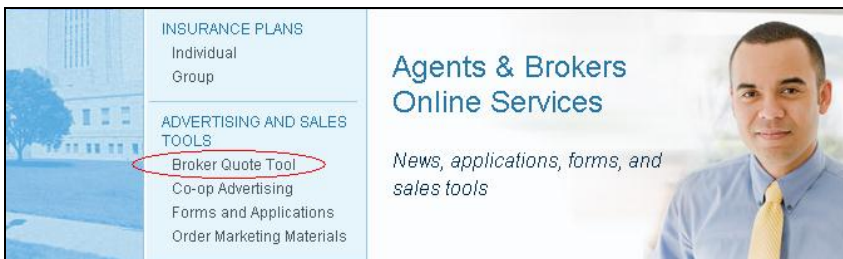 INSURANCE PLANS
Individual
Group
ADVERTISING AND SALES
TOOLS
Broker Quote Tool
Co-op Advertising
Forms and Applications
Order Marketing Materials
Agents & Brokers
Online Services
News, applications, forms, and
sales tools